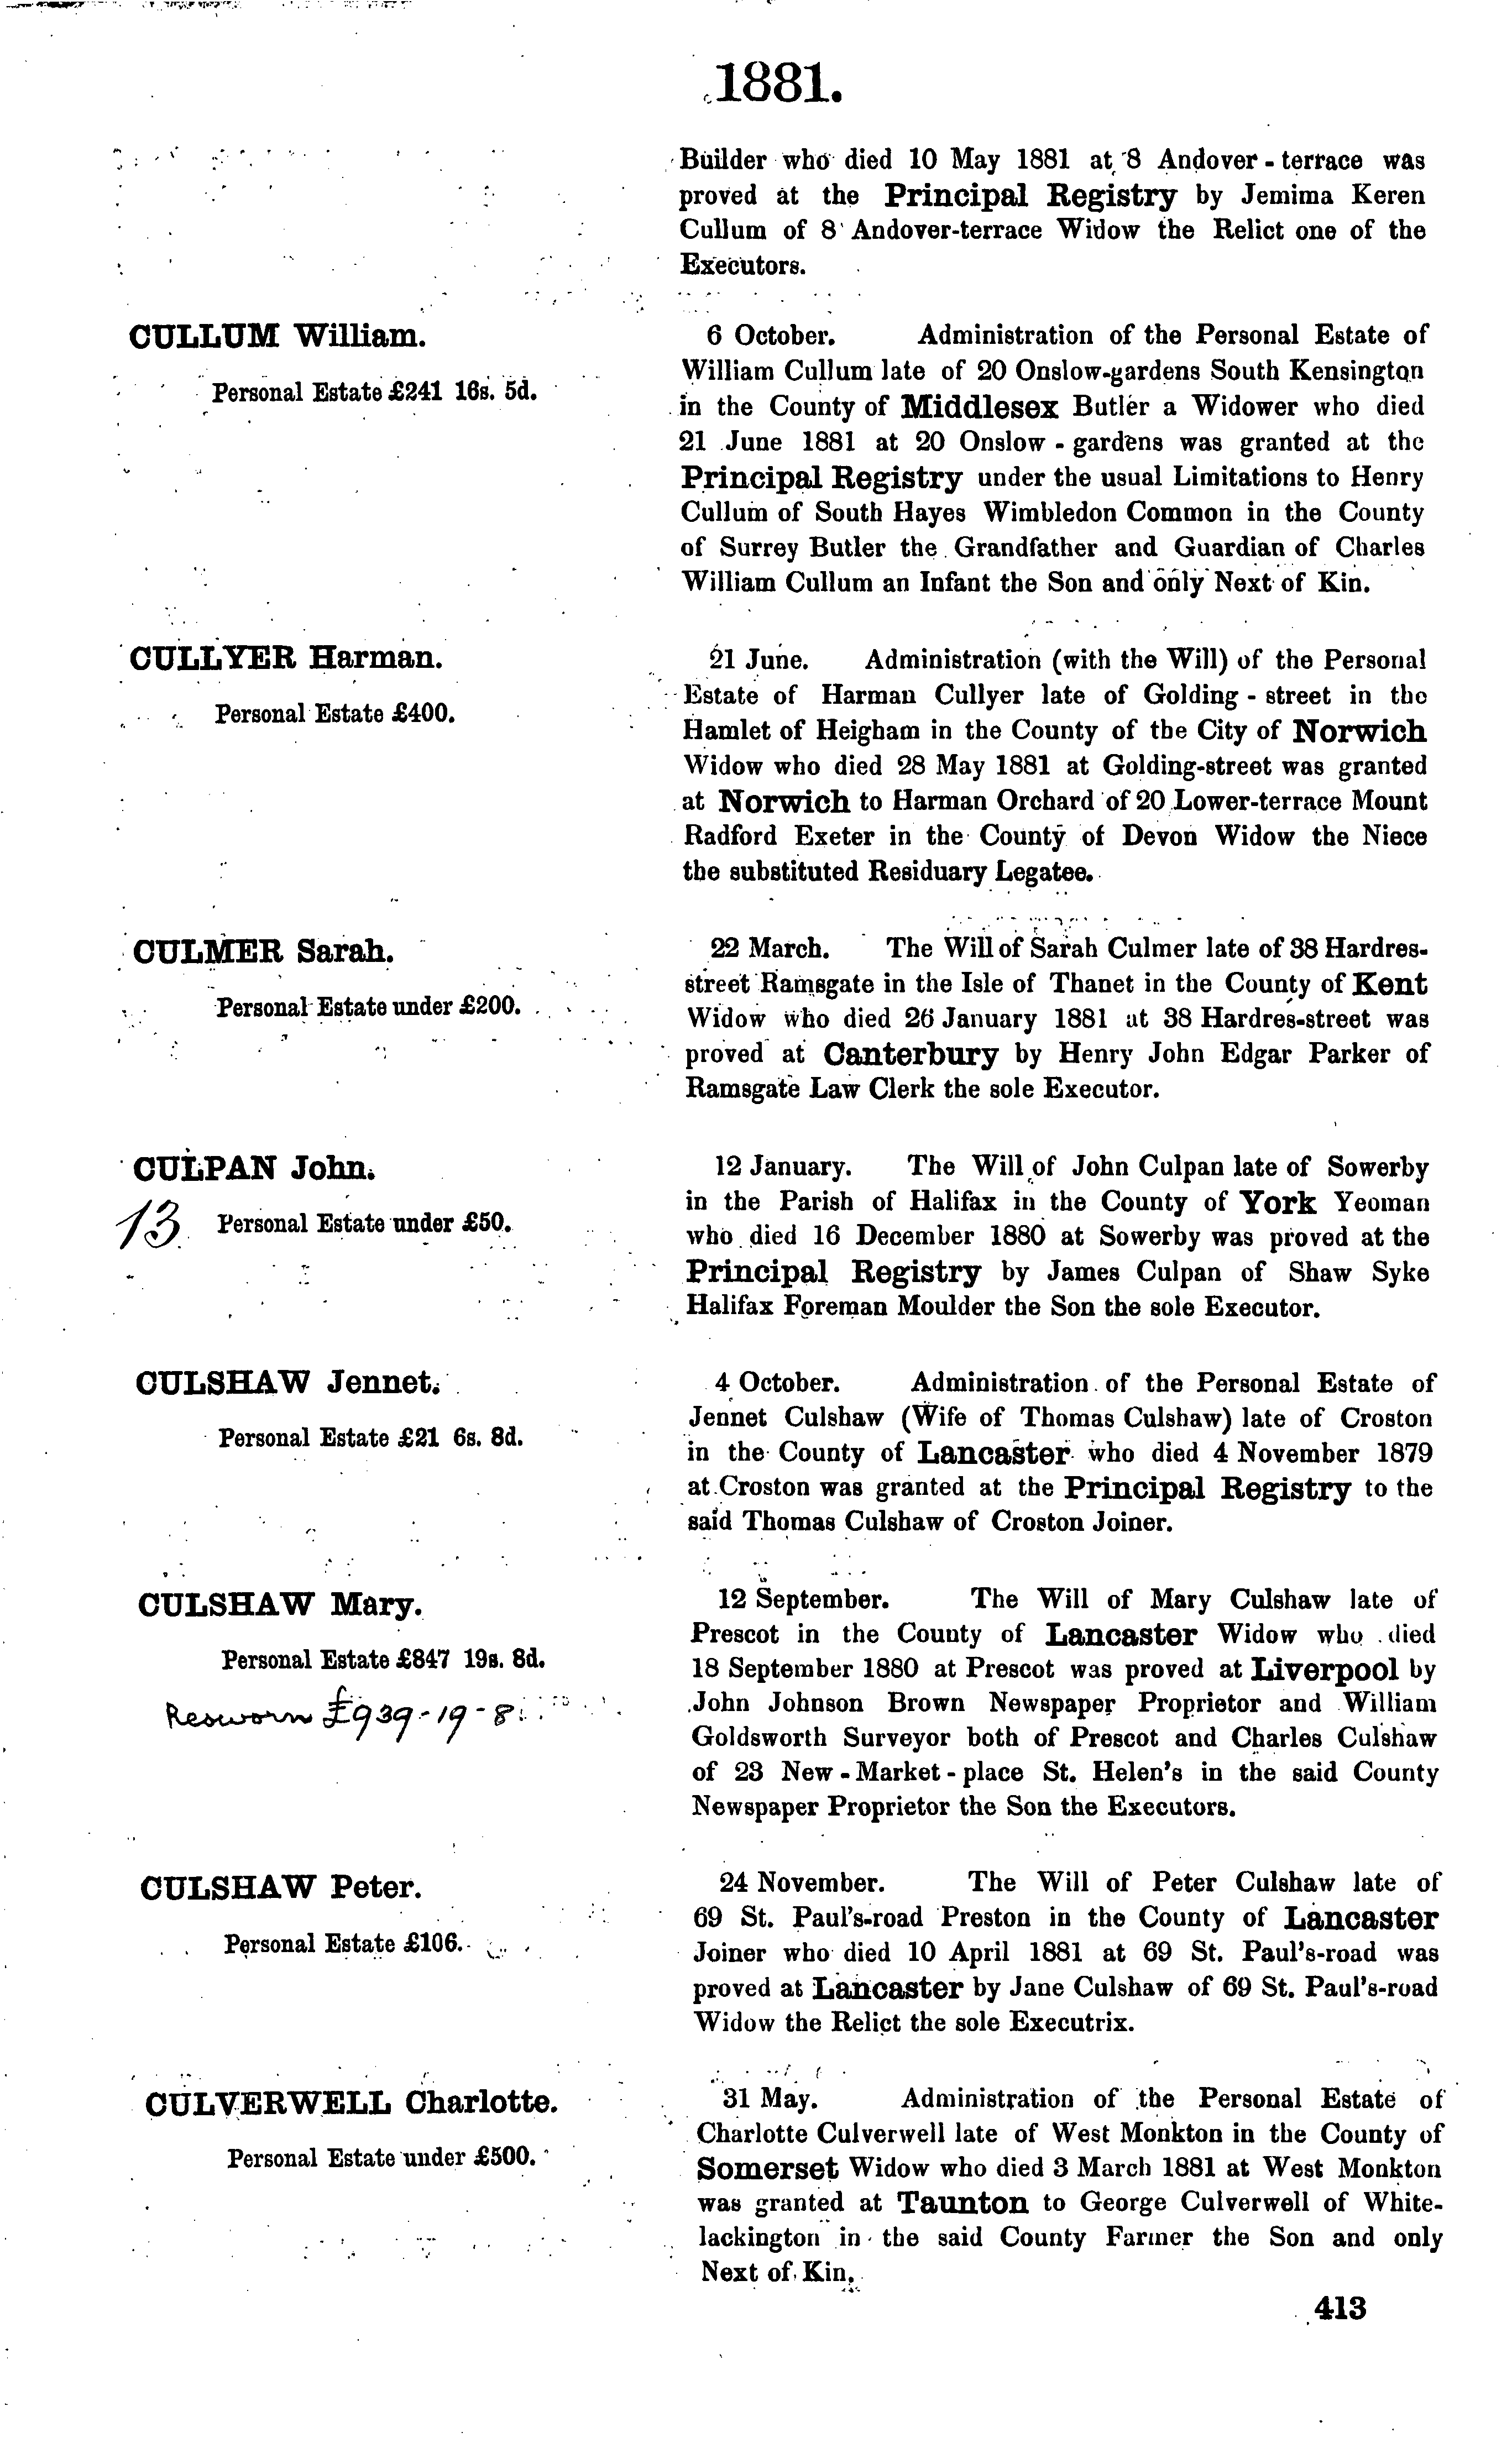 1881.
Builder who died 10 May 1881 at 8 Andover-terrace was
proved at the Principal Registry by Jemima Keren
Cullum of 8 Andover-terrace Widow the Relict one of the
Executors.
CULLUM William.
Personal Estate £241 16s. 5d.
6 October. Administration of the Personal Estate of
William Cullum late of 20 Onslow-gardens South Kensington
in the County of Middlesex Butler a Widower who died
21 June 1881 at 20 Onslow-gardens was granted at the
Principal Registry under the usual Limitations to Henry
Cullum of South Hayes Wimbledon Common in the County
of Surrey Butler the Grandfather and Guardian of Charles
William Cullum an Infant the Son and only Next of Kin.
CULLYER Harman.
Personal Estate £400.
21 June. Administration (with the Will) of the Personal
Estate of Harman Cullyer late of Golding-street in the
Hamlet of Heigham in the County of the City of Norwich
Widow who died 28 May 1881 at Golding-street was granted
at Norwich to Harman Orchard of 20 Lower-terrace Mount
Radford Exeter in the County of Devon Widow the Niece
the substituted Residuary Legatee.
CULMER Sarah.
Personal Estate under £200.
22 March. The Will of Sarah Culmer late of 38 Hardres-
street Ramsgate in the Isle of Thanet in the County of Kent
Widow who died 26 January 1881 at 38 Hardres-street was
proved at Canterbury by Henry John Edgar Parker of
Ramsgate Law Clerk the sole Executor.
CULPAN John.
13 Personal Estate under £50.
12 January. The Will of John Culpan late of Sowerby
in the Parish of Halifax in the County of York Yeoman
who died 16 December 1880 at Sowerby was proved at the
Principal Registry by James Culpan of Shaw Syke
Halifax Foreman Moulder the Son the sole Executor.
CULSHAW Jennet.
Personal Estate £21 6s. 8d.
4 October. Administration of the Personal Estate of
Jennet Culshaw (Wife of Thomas Culshaw) late of Croston
in the County of Lancaster who died 4 November 1879
at Croston was granted at the Principal Registry to the
said Thomas Culshaw of Croston Joiner.
CULSHAW Mary.
Personal Estate £847 19s. 8d.
Resworn £939-19-8
12 September. The Will of Mary Culshaw late of
Prescot in the County of Lancaster Widow who died
18 September 1880 at Prescot was proved at Liverpool by
John Johnson Brown Newspaper Proprietor and William
Goldsworth Surveyor both of Prescot and Charles Culshaw
of 23 New-Market-place St. Helen's in the said County
Newspaper Proprietor the Son the Executors.
CULSHAW Peter.
Personal Estate £106.
24 November. The Will of Peter Culshaw late of
69 St. Paul's-road Preston in the County of Lancaster
Joiner who died 10 April 1881 at 69 St. Paul's-road was
proved at Lancaster by Jane Culshaw of 69 St. Paul's-road
Widow the Relict the sole Executrix.
CULVERWELL Charlotte.
Personal Estate under £500.
31 May. Administration of the Personal Estate of
Charlotte Culverwell late of West Monkton in the County of
Somerset Widow who died 3 March 1881 at West Monkton
was granted at Taunton to George Culverwell of White-
lackington in the said County Farmer the Son and only
Next of Kin.
413